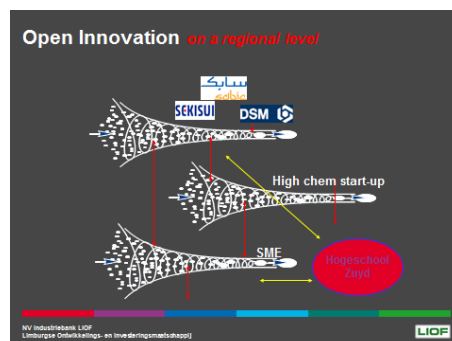 Open Innovation on a regional level
سابك
sabic
SEKISUI
DSM
High chem start-up
SME
Hogeschool
Zuyd
NV Industriebank LIOF
Limburgse Ontwikkelings- en Investeringsmaatschappij
LIOF